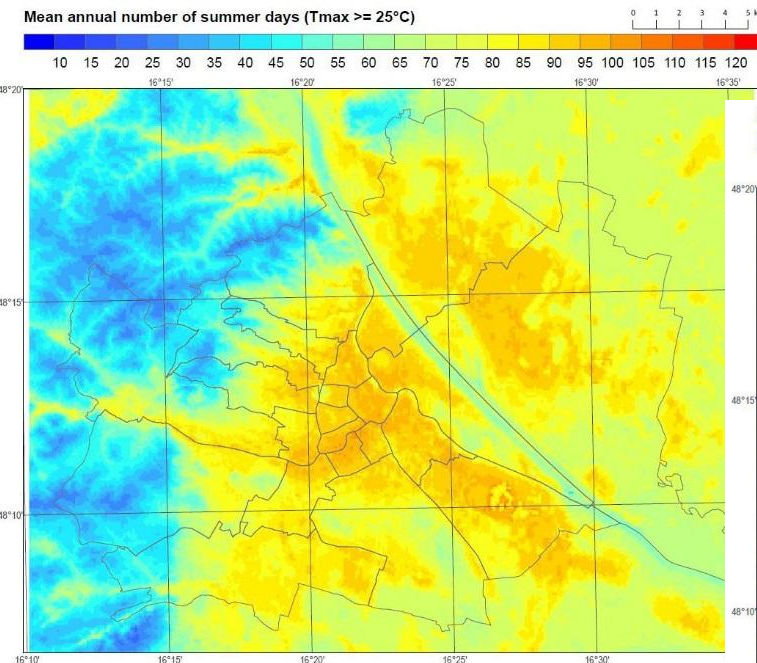 Mean annual number of summer days (Tmax >= 25°C)
0 1 2 3 4 5 k
10 15 20 25 30 35 40 45 50 55 60 65 70 75 80 85 90 95 100 105 110 115 120
16°15' 16°20' 16°25' 16°30' 16°35'
48°20'
48°20'
48°15'
48°15'
48°10'
48°10'
16°10' 16°15' 16°20' 16°25' 16°30'